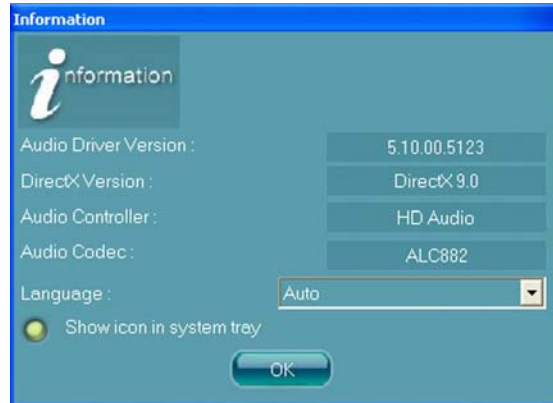 Information
information
Audio Driver Version : 5.10.00.5123
DirectX Version : DirectX 9.0
Audio Controller : HD Audio
Audio Codec : ALC882
Language : Auto
Show icon in system tray
OK